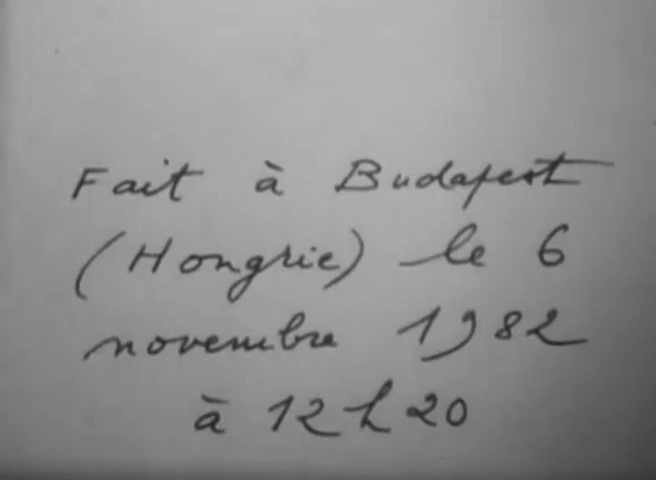 Fait à Budapest
(Hongrie) le 6
novembre 1982
à 12h20